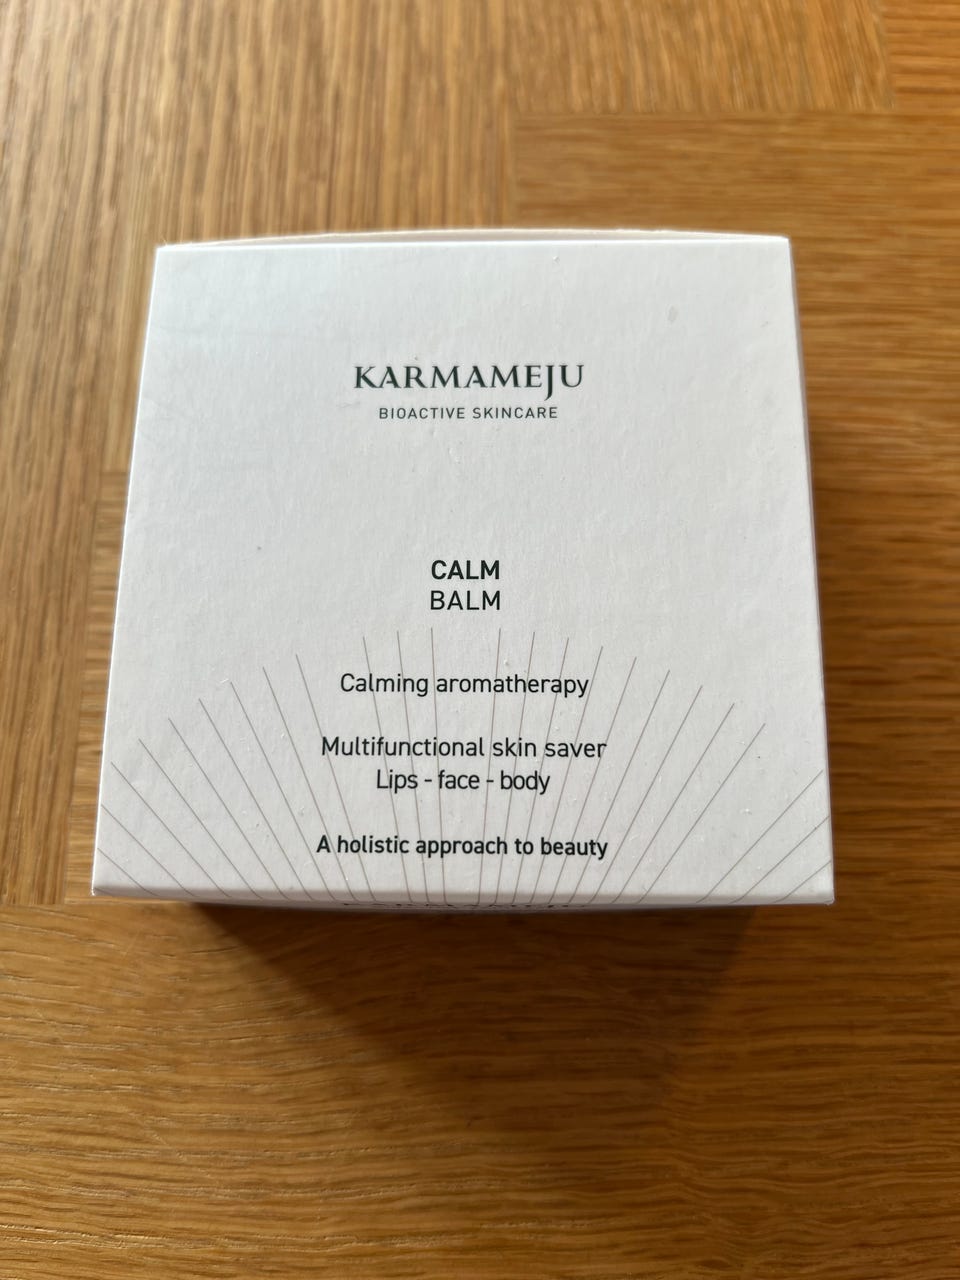 KARMAMEJU
BIOACTIVE SKINCARE
CALM
BALM
Calming aromatherapy
Multifunctional skin saver
Lips - face - body
A holistic approach to beauty